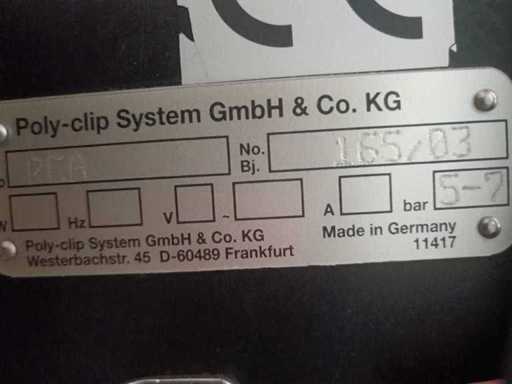 CE
Poly-clip System GmbH & Co. KG
No. 165/03
Bj.
Hz V ~ A bar 5-7
Poly-clip System GmbH & Co. KG
Westerbachstr. 45 D-60489 Frankfurt
Made in Germany
11417